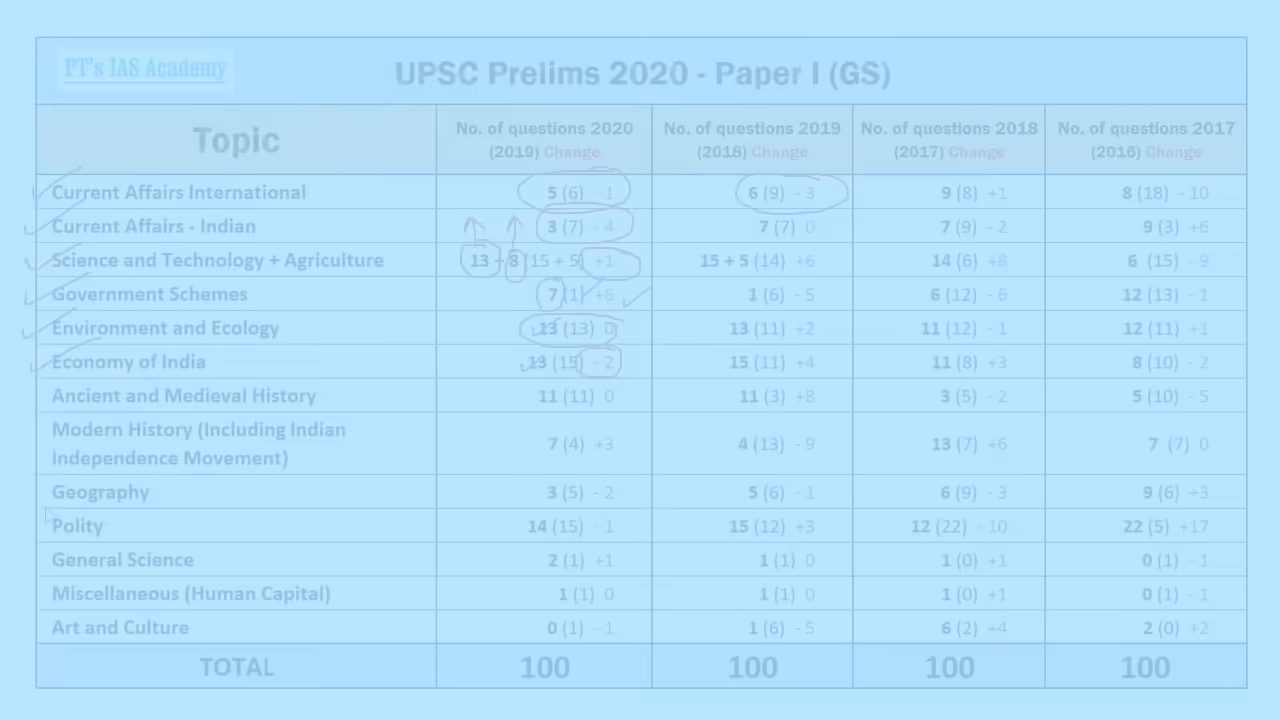 PT's IAS Academy
UPSC Prelims 2020 - Paper I (GS)
Topic
No. of questions 2020
(2019) Change
No. of questions 2019
(2018) Change
No. of questions 2018
(2017) Change
No. of questions 2017
(2016) Change
Current Affairs International 5 (6) - 1 6 (9) - 3 9 (8) +1 8 (18) - 10
Current Affairs - Indian 3 (7) - 4 7 (7) 0 7 (9) - 2 9 (3) +6
Science and Technology + Agriculture 13 + 8 (15 + 5) +1 15 + 5 (14) +6 14 (6) +8 6 (15) - 9
Government Schemes 7 (1) +6 1 (6) - 5 6 (12) - 6 12 (13) - 1
Environment and Ecology 13 (13) 0 13 (11) +2 11 (12) - 1 12 (11) +1
Economy of India 13 (15) - 2 15 (11) +4 11 (8) +3 8 (10) - 2
Ancient and Medieval History 11 (11) 0 11 (3) +8 3 (5) - 2 5 (10) - 5
Modern History (Including Indian
Independence Movement) 7 (4) +3 4 (13) - 9 13 (7) +6 7 (7) 0
Geography 3 (5) - 2 5 (6) - 1 6 (9) - 3 9 (6) +3
Polity 14 (15) - 1 15 (12) +3 12 (22) - 10 22 (5) +17
General Science 2 (1) +1 1 (1) 0 1 (0) +1 0 (1) - 1
Miscellaneous (Human Capital) 1 (1) 0 1 (1) 0 1 (0) +1 0 (1) - 1
Art and Culture 0 (1) - 1 1 (6) - 5 6 (2) +4 2 (0) +2
TOTAL 100 100 100 100